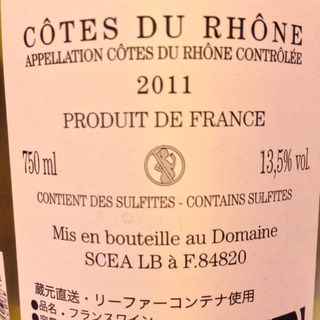 CÔTES DU RHÔNE
APPELLATION CÔTES DU RHÔNE CONTRÔLÉE
2011
PRODUIT DE FRANCE
750 ml
13,5% vol.
CONTIENT DES SULFITES - CONTAINS SULFITES
Mis en bouteille au Domaine
SCEA LB à F.84820
蔵元直送・リーファーコンテナ使用
●品名・フランスワイン